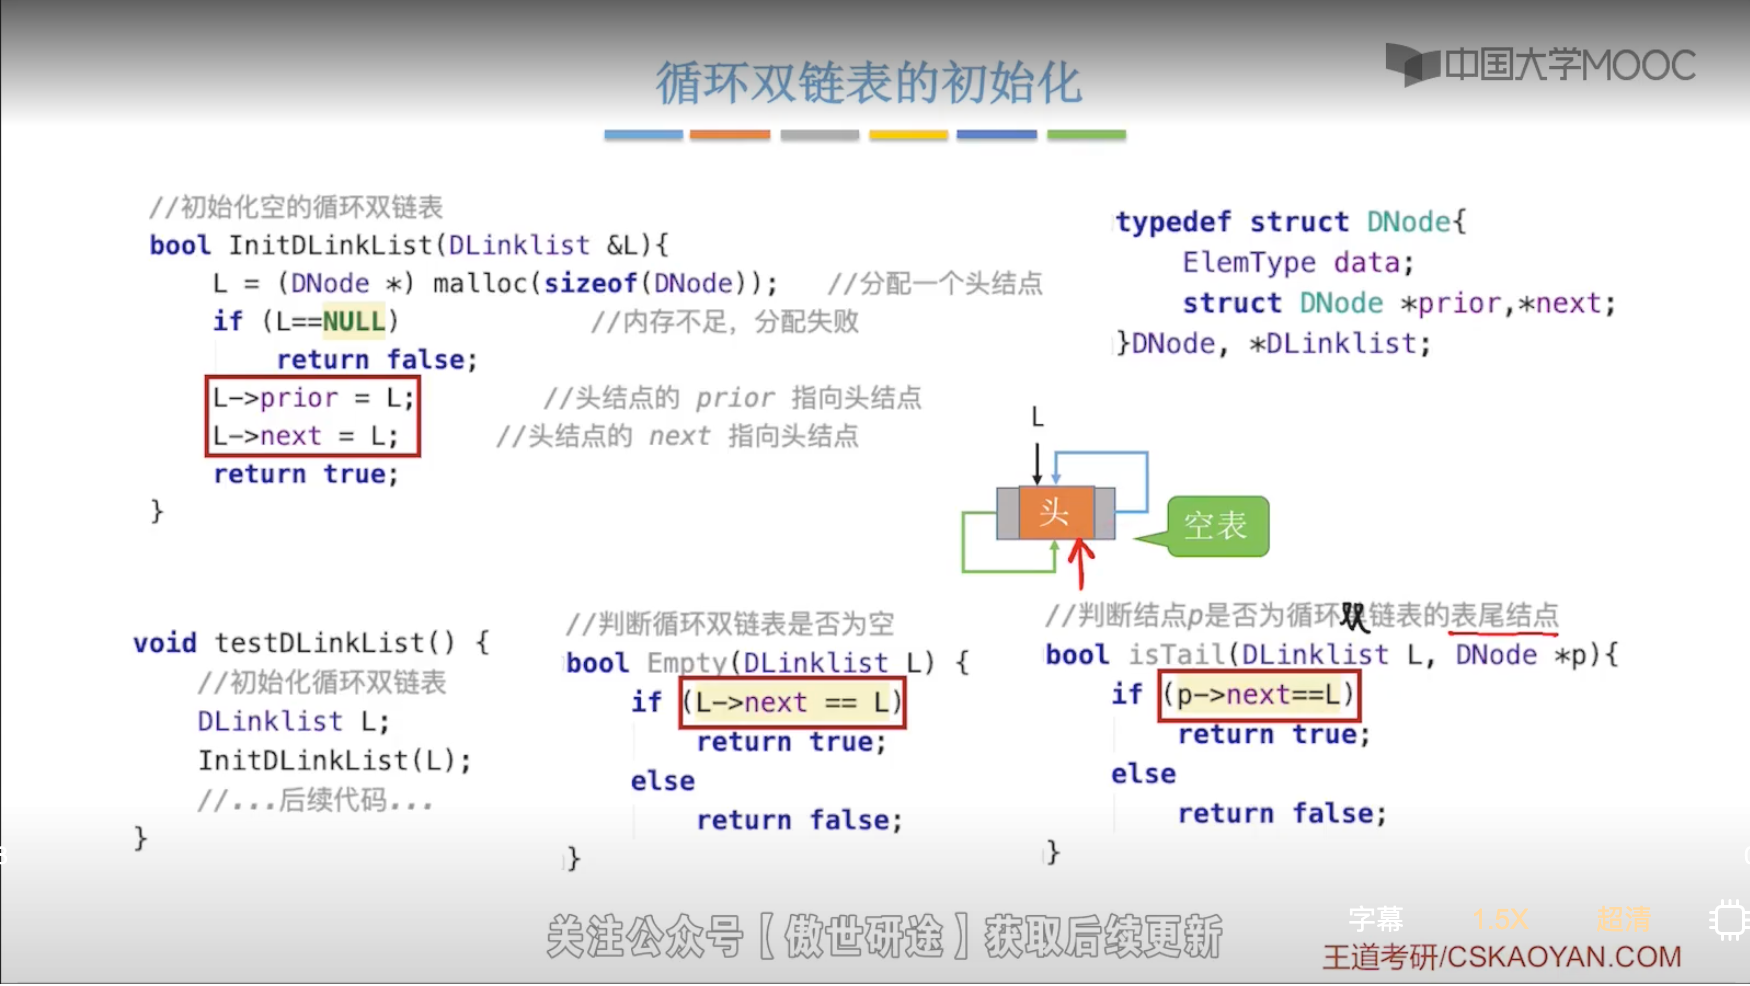 中国大学MOOC
循环双链表的初始化
//初始化空的循环双链表
bool InitDLinkList(DLinklist &L){
L = (DNode *) malloc(sizeof(DNode)); //分配一个头结点
if (L==NULL) //内存不足，分配失败
return false;
L->prior = L; //头结点的 prior 指向头结点
L->next = L; //头结点的 next 指向头结点
return true;
}
typedef struct DNode{
ElemType data;
struct DNode *prior,*next;
}DNode, *DLinklist;
L
头
空表
void testDLinkList() {
//初始化循环双链表
DLinklist L;
InitDLinkList(L);
//...后续代码...
}
//判断循环双链表是否为空
bool Empty(DLinklist L) {
if (L->next == L)
return true;
else
return false;
}
//判断结点p是否为循环双链表的表尾结点
bool isTail(DLinklist L, DNode *p){
if (p->next==L)
return true;
else
return false;
}
关注公众号【傲世研途】获取后续更新
字幕 1.5X 超清
王道考研/CSKAOYAN.COM